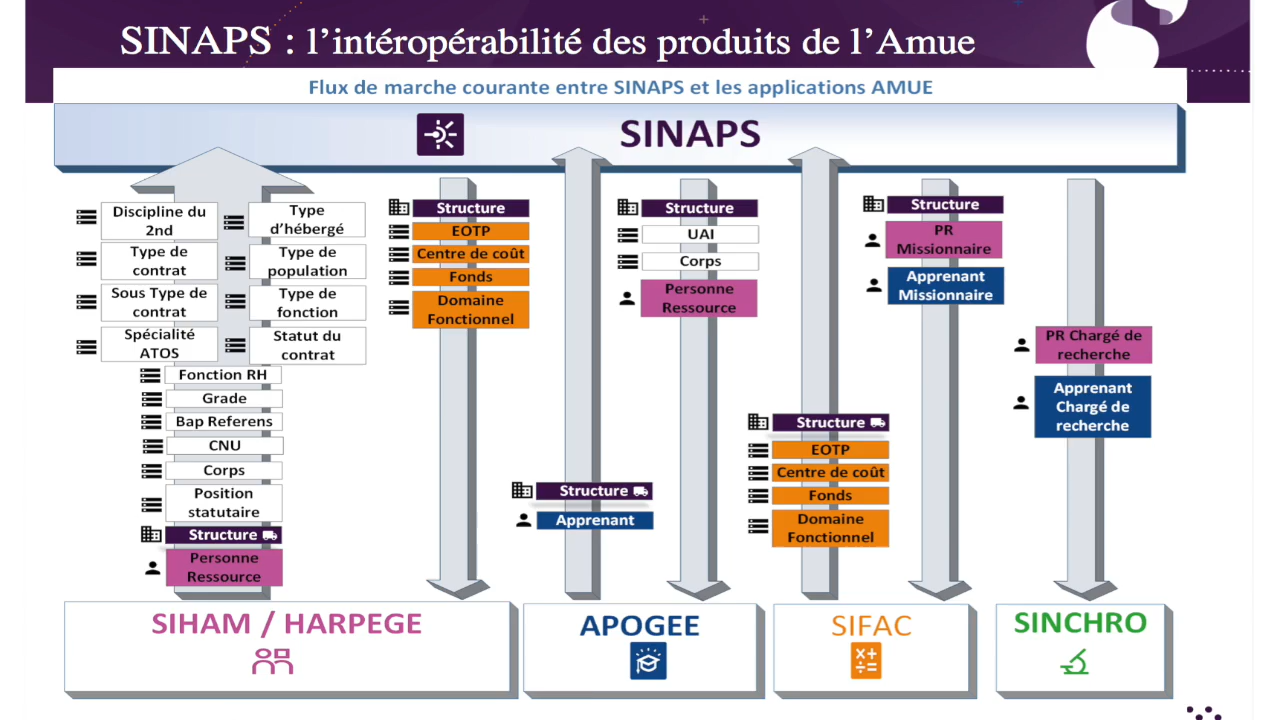 SINAPS : l’intéropérabilité des produits de l’Amue
Flux de marche courante entre SINAPS et les applications AMUE
SINAPS
Discipline du
2nd
Type
d’hébergé
Type de
contrat
Type de
population
Sous Type de
contrat
Type de
fonction
Spécialité
ATOS
Statut du
contrat
Fonction RH
Grade
Bap Referens
CNU
Corps
Position
statutaire
Structure
Personne
Ressource
Structure
EOTP
Centre de coût
Fonds
Domaine
Fonctionnel
Structure
Apprenant
Structure
UAI
Corps
Personne
Ressource
Structure
EOTP
Centre de coût
Fonds
Domaine
Fonctionnel
Structure
PR
Missionnaire
Apprenant
Missionnaire
PR Chargé de
recherche
Apprenant
Chargé de
recherche
SIHAM / HARPEGE
APOGEE
SIFAC
SINCHRO